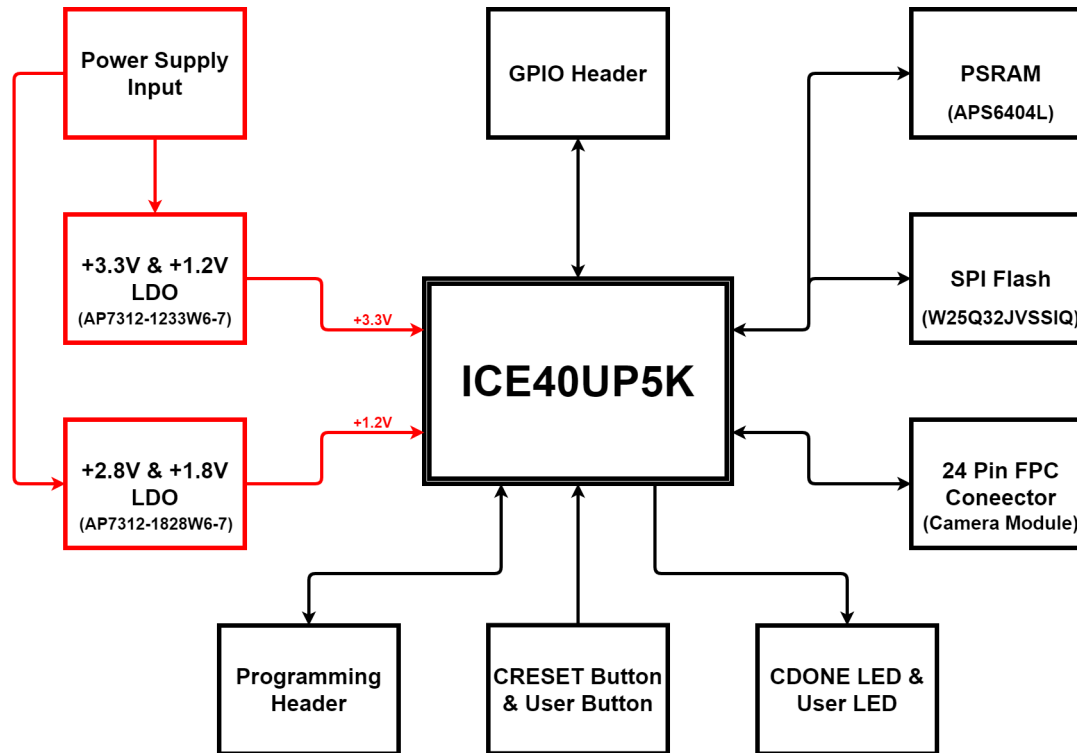 Power Supply
Input
GPIO Header
PSRAM
(APS6404L)
+3.3V & +1.2V
LDO
(AP7312-1233W6-7)
+3.3V
SPI Flash
(W25Q32JVSSIQ)
ICE40UP5K
+2.8V & +1.8V
LDO
(AP7312-1828W6-7)
+1.2V
24 Pin FPC
Coneector
(Camera Module)
Programming
Header
CRESET Button
& User Button
CDONE LED &
User LED